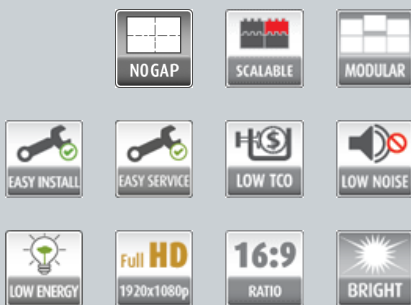 NO GAP
SCALABLE
MODULAR
EASY INSTALL
EASY SERVICE
LOW TCO
LOW NOISE
LOW ENERGY
Full HD
1920x1080p
16:9
RATIO
BRIGHT